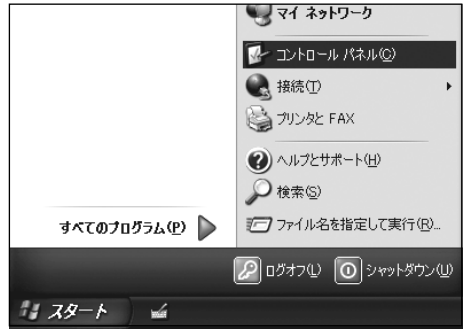 マイ ネットワーク
コントロール パネル(C)
接続(T)
プリンタと FAX
ヘルプとサポート(H)
検索(S)
すべてのプログラム(P)
ファイル名を指定して実行(R)...
ログオフ(L)
シャットダウン(U)
スタート